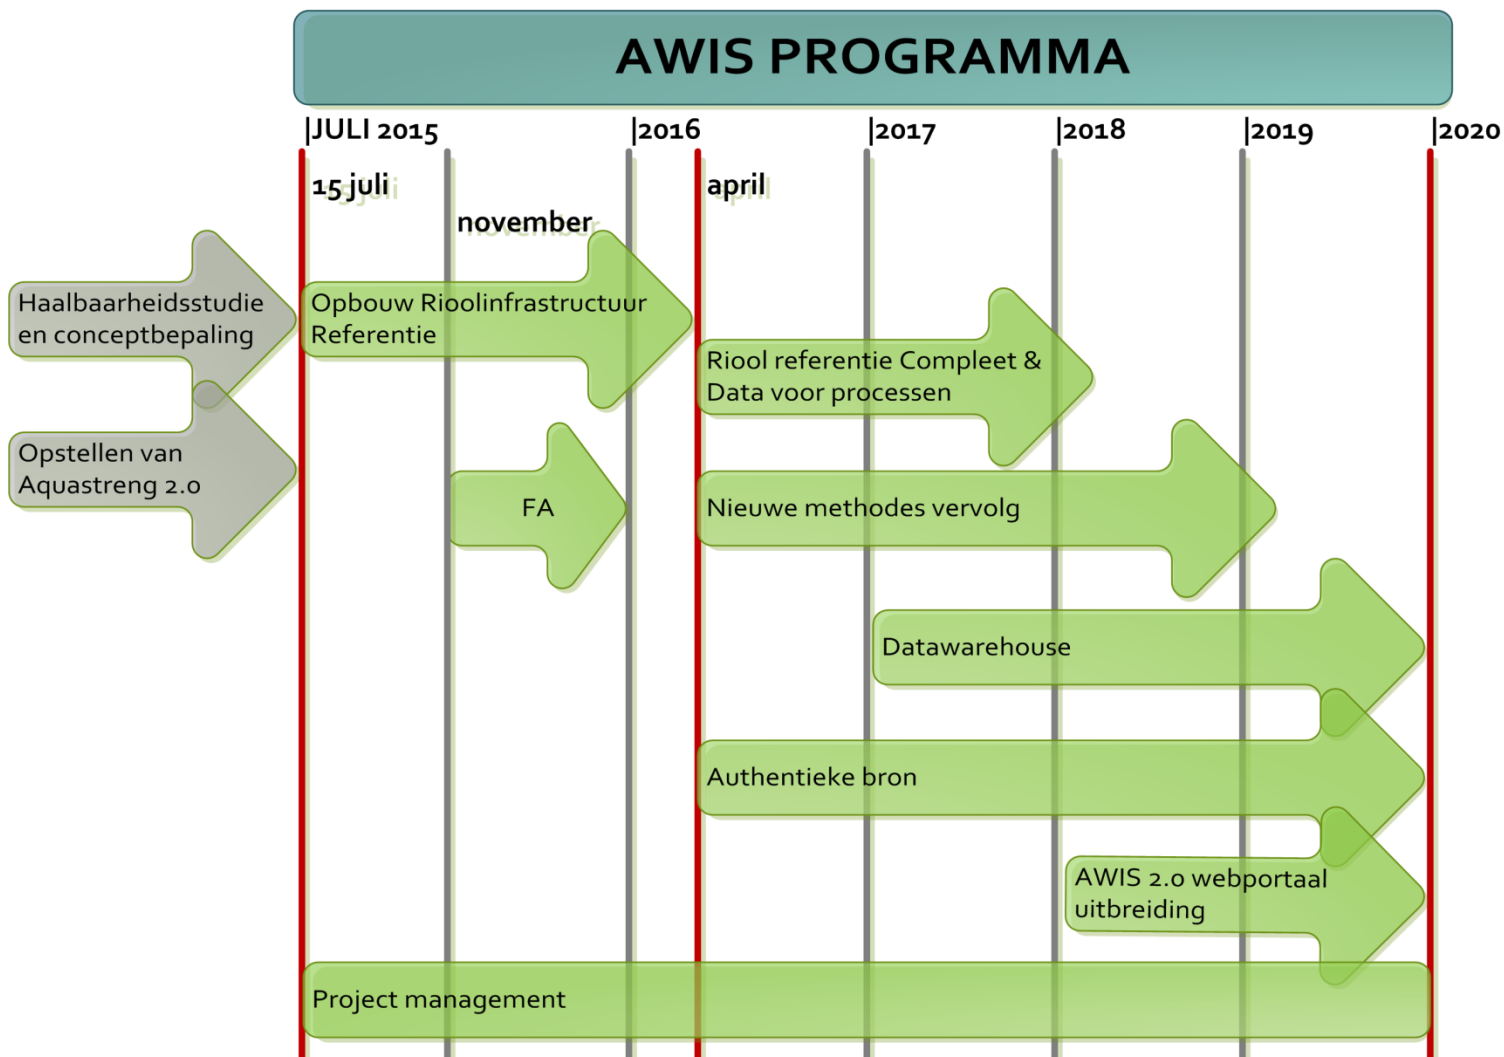 AWIS PROGRAMMA
|JULI 2015
|2016
|2017
|2018
|2019
|2020
15 juli
april
november
Haalbaarheidsstudie
en conceptbepaling
Opbouw Rioolinfrastructuur
Referentie
Riool referentie Compleet &
Data voor processen
Opstellen van
Aquastreng 2.0
FA
Nieuwe methodes vervolg
Datawarehouse
Authentieke bron
AWIS 2.0 webportaal
uitbreiding
Project management